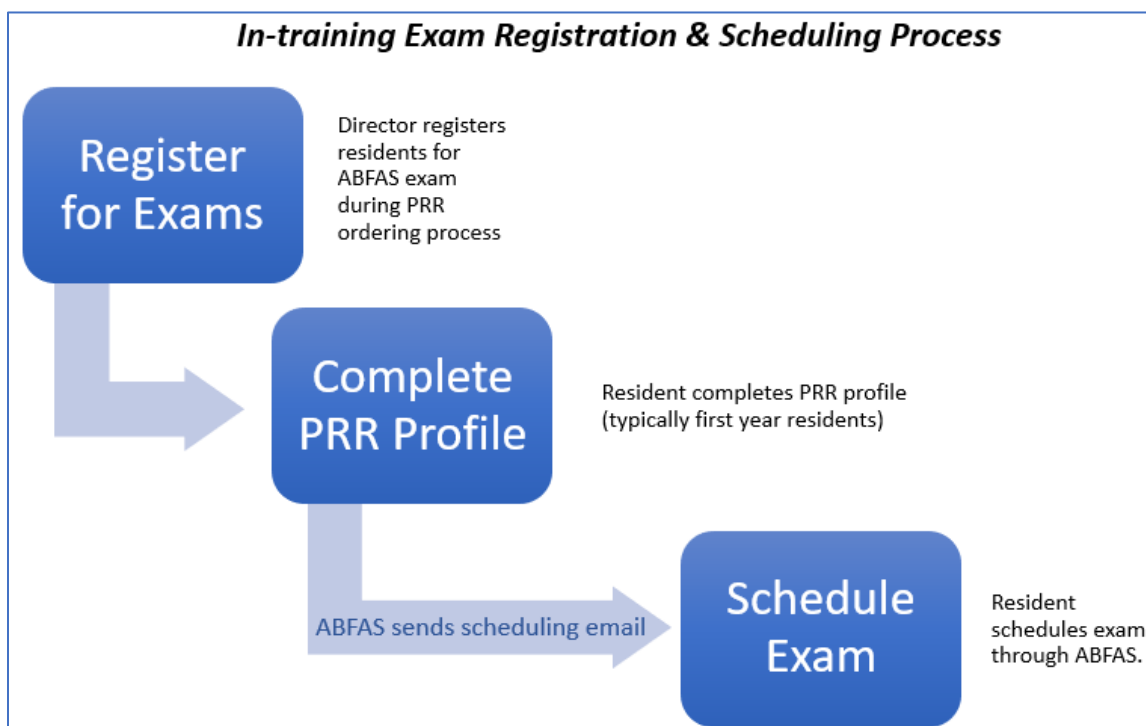 In-training Exam Registration & Scheduling Process
Register
for Exams
Director registers
residents for
ABFAS exam
during PRR
ordering process
Complete
PRR Profile
Resident completes PRR profile
(typically first year residents)
ABFAS sends scheduling email
Schedule
Exam
Resident
schedules exam
through ABFAS.